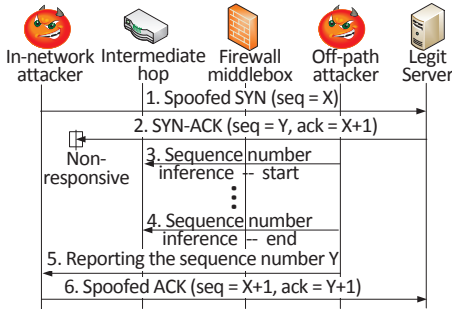 In-network attacker
Intermediate hop
Firewall middlebox
Off-path attacker
Legit Server
1. Spoofed SYN (seq = X)
2. SYN-ACK (seq = Y, ack = X+1)
Non-responsive
3. Sequence number
inference -- start
4. Sequence number
inference -- end
5. Reporting the sequence number Y
6. Spoofed ACK (seq = X+1, ack = Y+1)